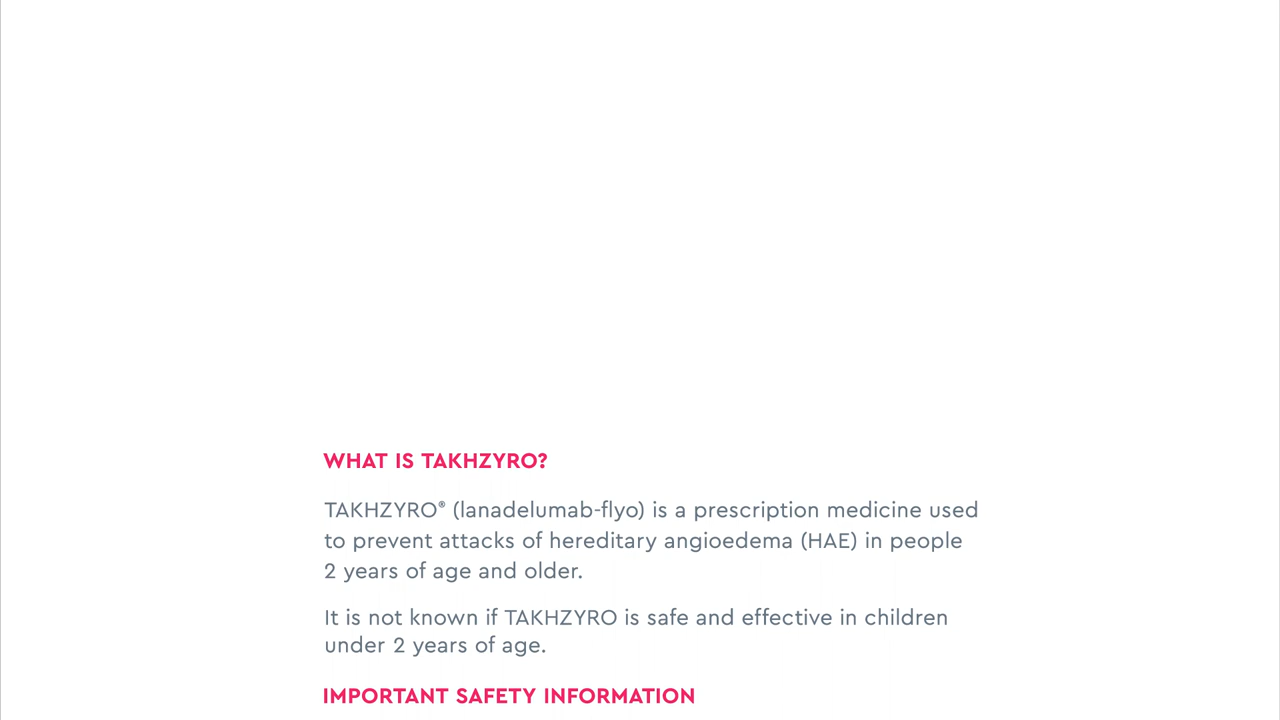 WHAT IS TAKHZYRO?
TAKHZYRO® (lanadelumab-flyo) is a prescription medicine used
to prevent attacks of hereditary angioedema (HAE) in people
2 years of age and older.
It is not known if TAKHZYRO is safe and effective in children
under 2 years of age.
IMPORTANT SAFETY INFORMATION